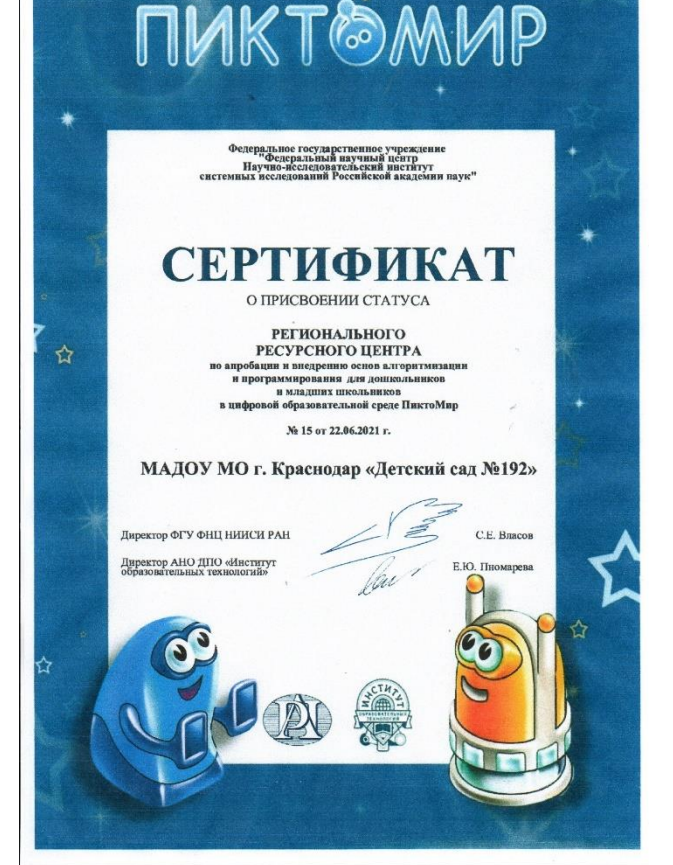 ПИКТОМИР
Федеральное государственное учреждение
"Федеральный научный центр
Научно-исследовательский институт
системных исследований Российской академии наук"
СЕРТИФИКАТ
О ПРИСВОЕНИИ СТАТУСА
РЕГИОНАЛЬНОГО
РЕСУРСНОГО ЦЕНТРА
по апробации и внедрению основ алгоритмизации
и программирования для дошкольников
и младших школьников
в цифровой образовательной среде ПиктоМир
№ 15 от 22.06.2021 г.
МАДОУ МО г. Краснодар «Детский сад №192»
Директор ФГУ ФНЦ НИИСИ РАН
С.Е. Власов
Директор АНО ДПО «Институт
образовательных технологий»
Е.Ю. Пномарева
ИНСТИТУТ
ОБРАЗОВАТЕЛЬНЫХ
ТЕХНОЛОГИЙ